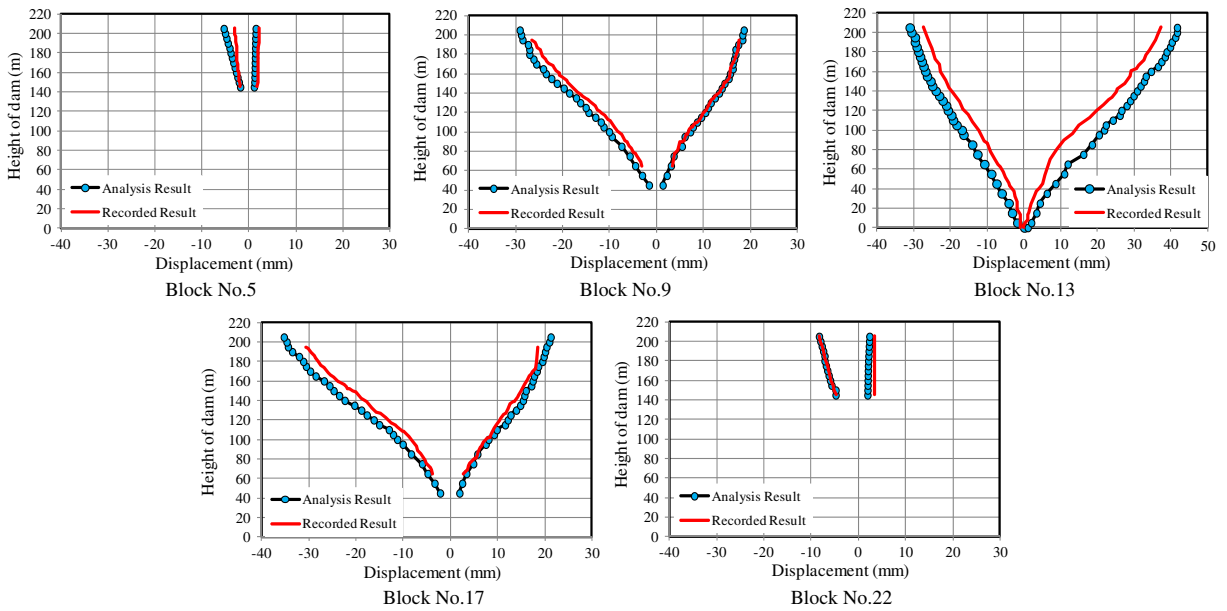 Height of dam (m)
220
200
180
160
140
120
100
80
60
40
20
0
Analysis Result
Recorded Result
-40 -30 -20 -10 0 10 20 30
Displacement (mm)
Block No.5
Height of dam (m)
220
200
180
160
140
120
100
80
60
40
20
0
Analysis Result
Recorded Result
-40 -30 -20 -10 0 10 20 30
Displacement (mm)
Block No.9
Height of dam (m)
220
200
180
160
140
120
100
80
60
40
20
0
Analysis Result
Recorded Result
-40 -30 -20 -10 0 10 20 30 40 50
Displacement (mm)
Block No.13
Height of dam (m)
220
200
180
160
140
120
100
80
60
40
20
0
Analysis Result
Recorded Result
-40 -30 -20 -10 0 10 20 30
Displacement (mm)
Block No.17
Height of dam (m)
220
200
180
160
140
120
100
80
60
40
20
0
Analysis Result
Recorded Result
-40 -30 -20 -10 0 10 20 30
Displacement (mm)
Block No.22